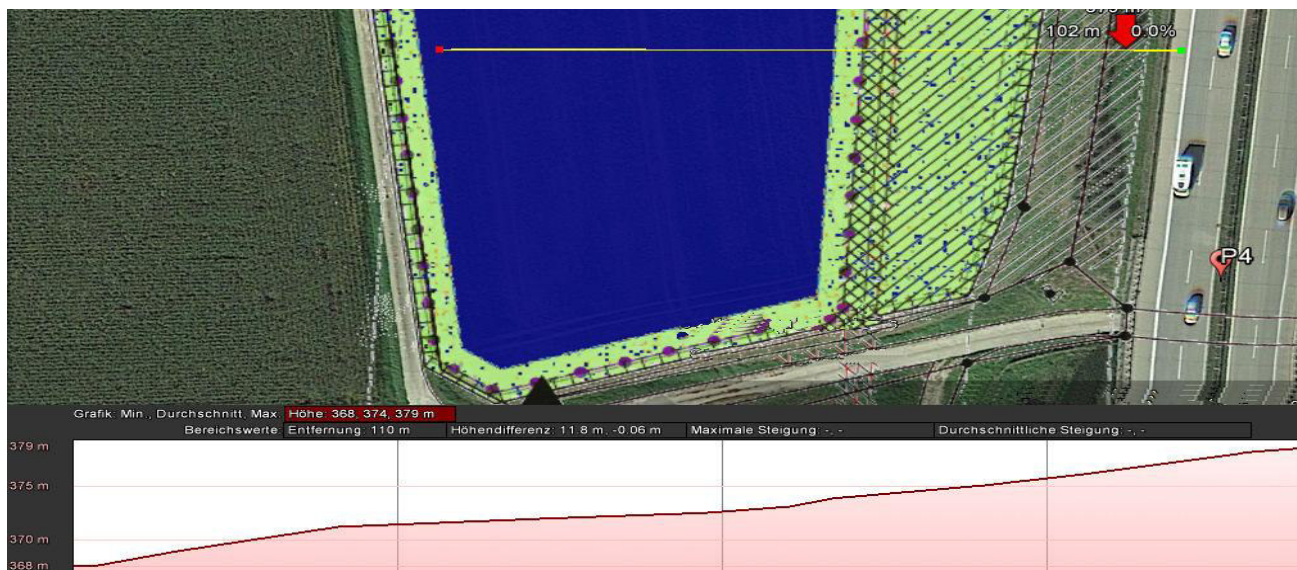 102 m 0.0%
P4
Grafik: Min., Durchschnitt, Max. Höhe: 368, 374, 379 m
Bereichswerte: Entfernung: 110 m Höhendifferenz: 11.8 m, -0.06 m Maximale Steigung: -, - Durchschnittliche Steigung: -, -
379 m
375 m
370 m
368 m